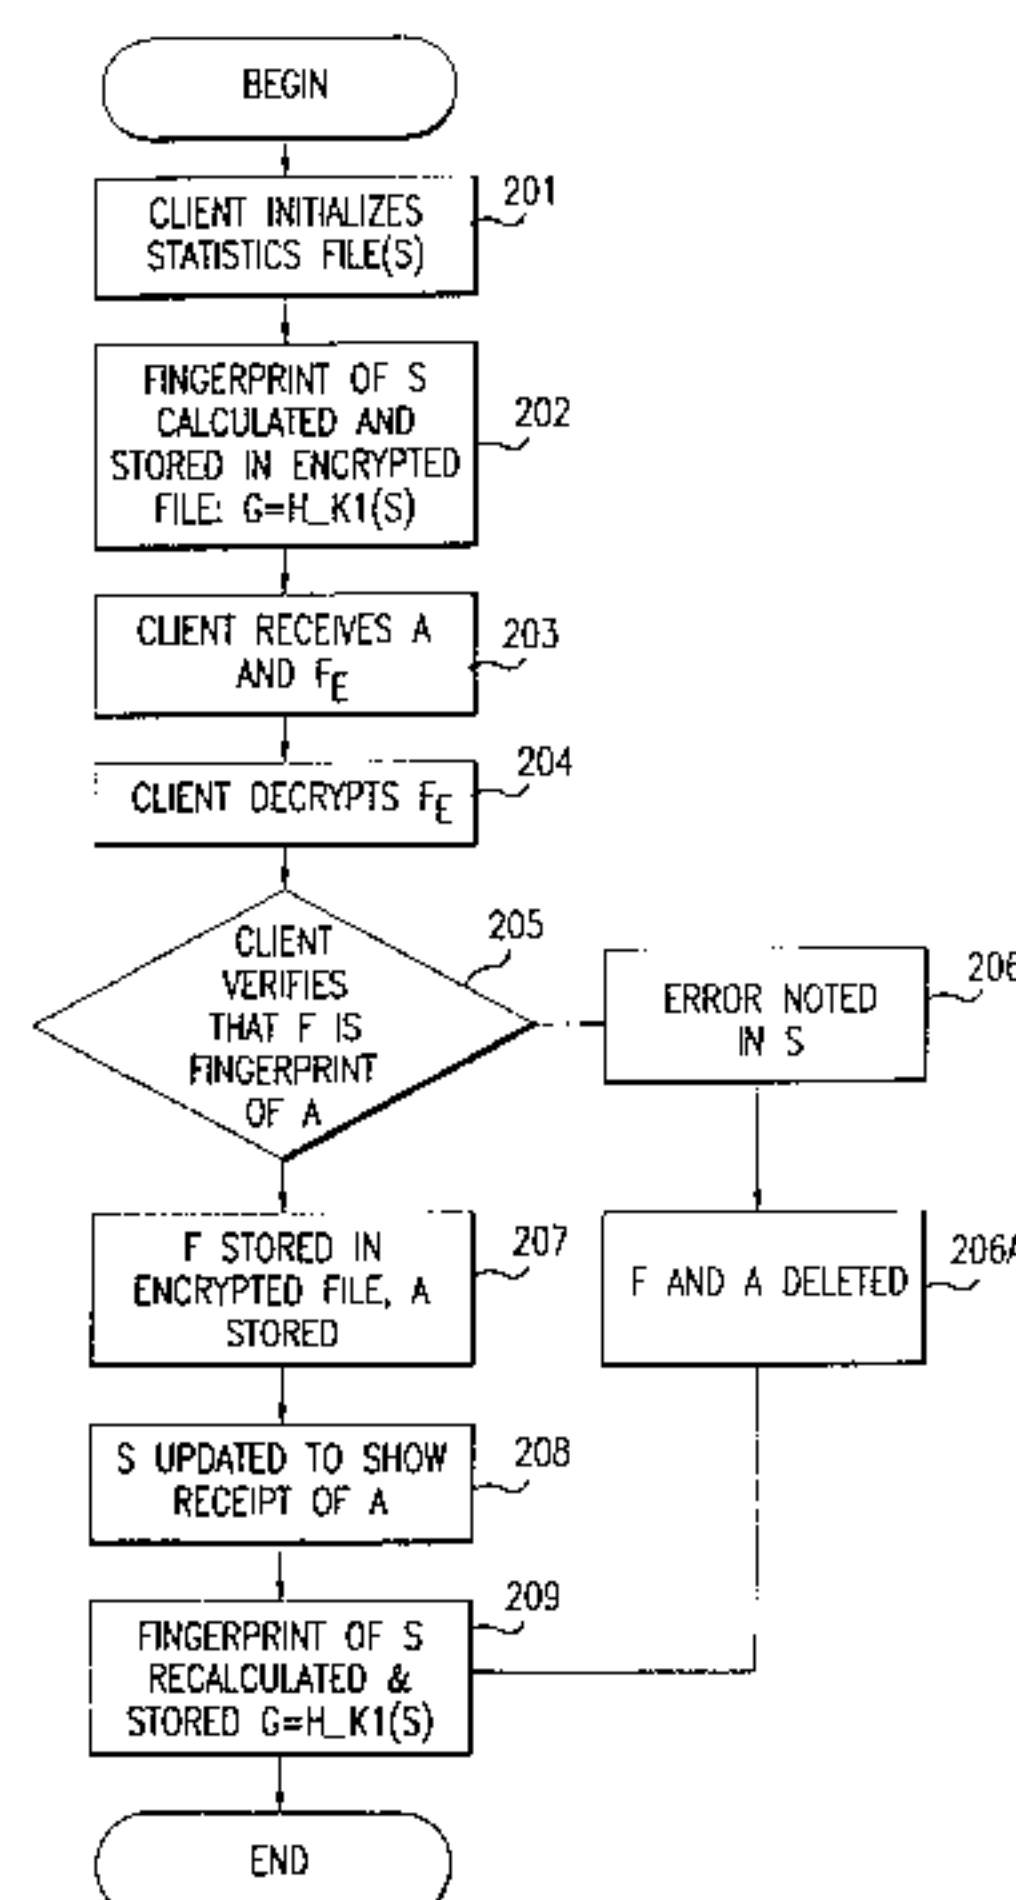 BEGIN
CLIENT INITIALIZES
STATISTICS FILE(S)
201
FINGERPRINT OF S
CALCULATED AND
STORED IN ENCRYPTED
FILE: G=H_K1(S)
202
CLIENT RECEIVES A
AND FE
203
CLIENT DECRYPTS FE
204
CLIENT
VERIFIES
THAT F IS
FINGERPRINT
OF A
205
ERROR NOTED
IN S
206
F AND A DELETED
206A
F STORED IN
ENCRYPTED FILE, A
STORED
207
S UPDATED TO SHOW
RECEIPT OF A
208
FINGERPRINT OF S
RECALCULATED &
STORED G=H_K1(S)
209
END